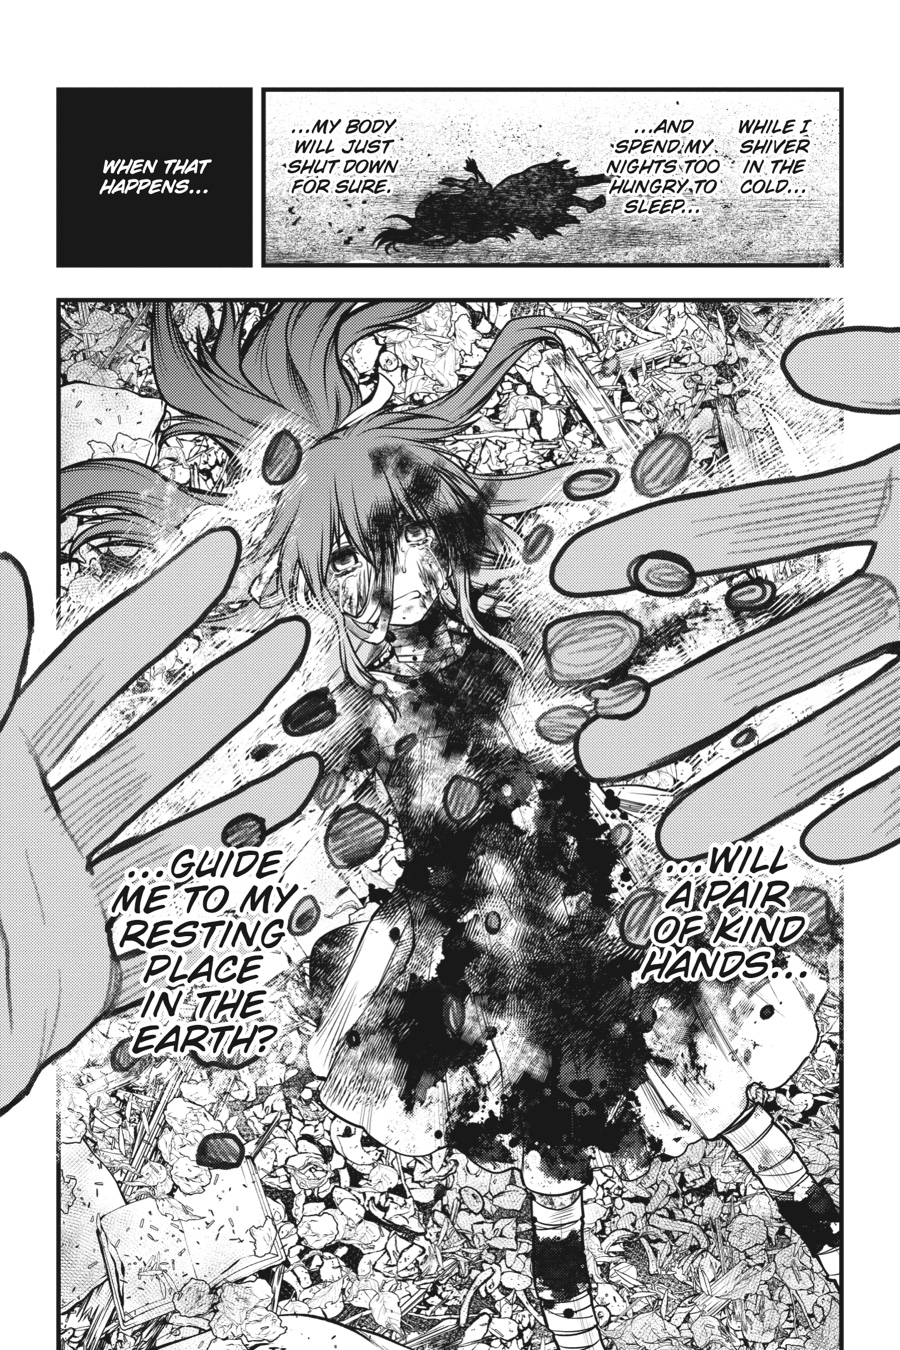 WHILE I
SHIVER
IN THE
COLD...
...AND
SPEND MY
NIGHTS TOO
HUNGRY TO
SLEEP...
...MY BODY
WILL JUST
SHUT DOWN
FOR SURE.
WHEN THAT
HAPPENS...
...WILL
A PAIR
OF KIND
HANDS...
...GUIDE
ME TO MY
RESTING
PLACE
IN THE
EARTH?